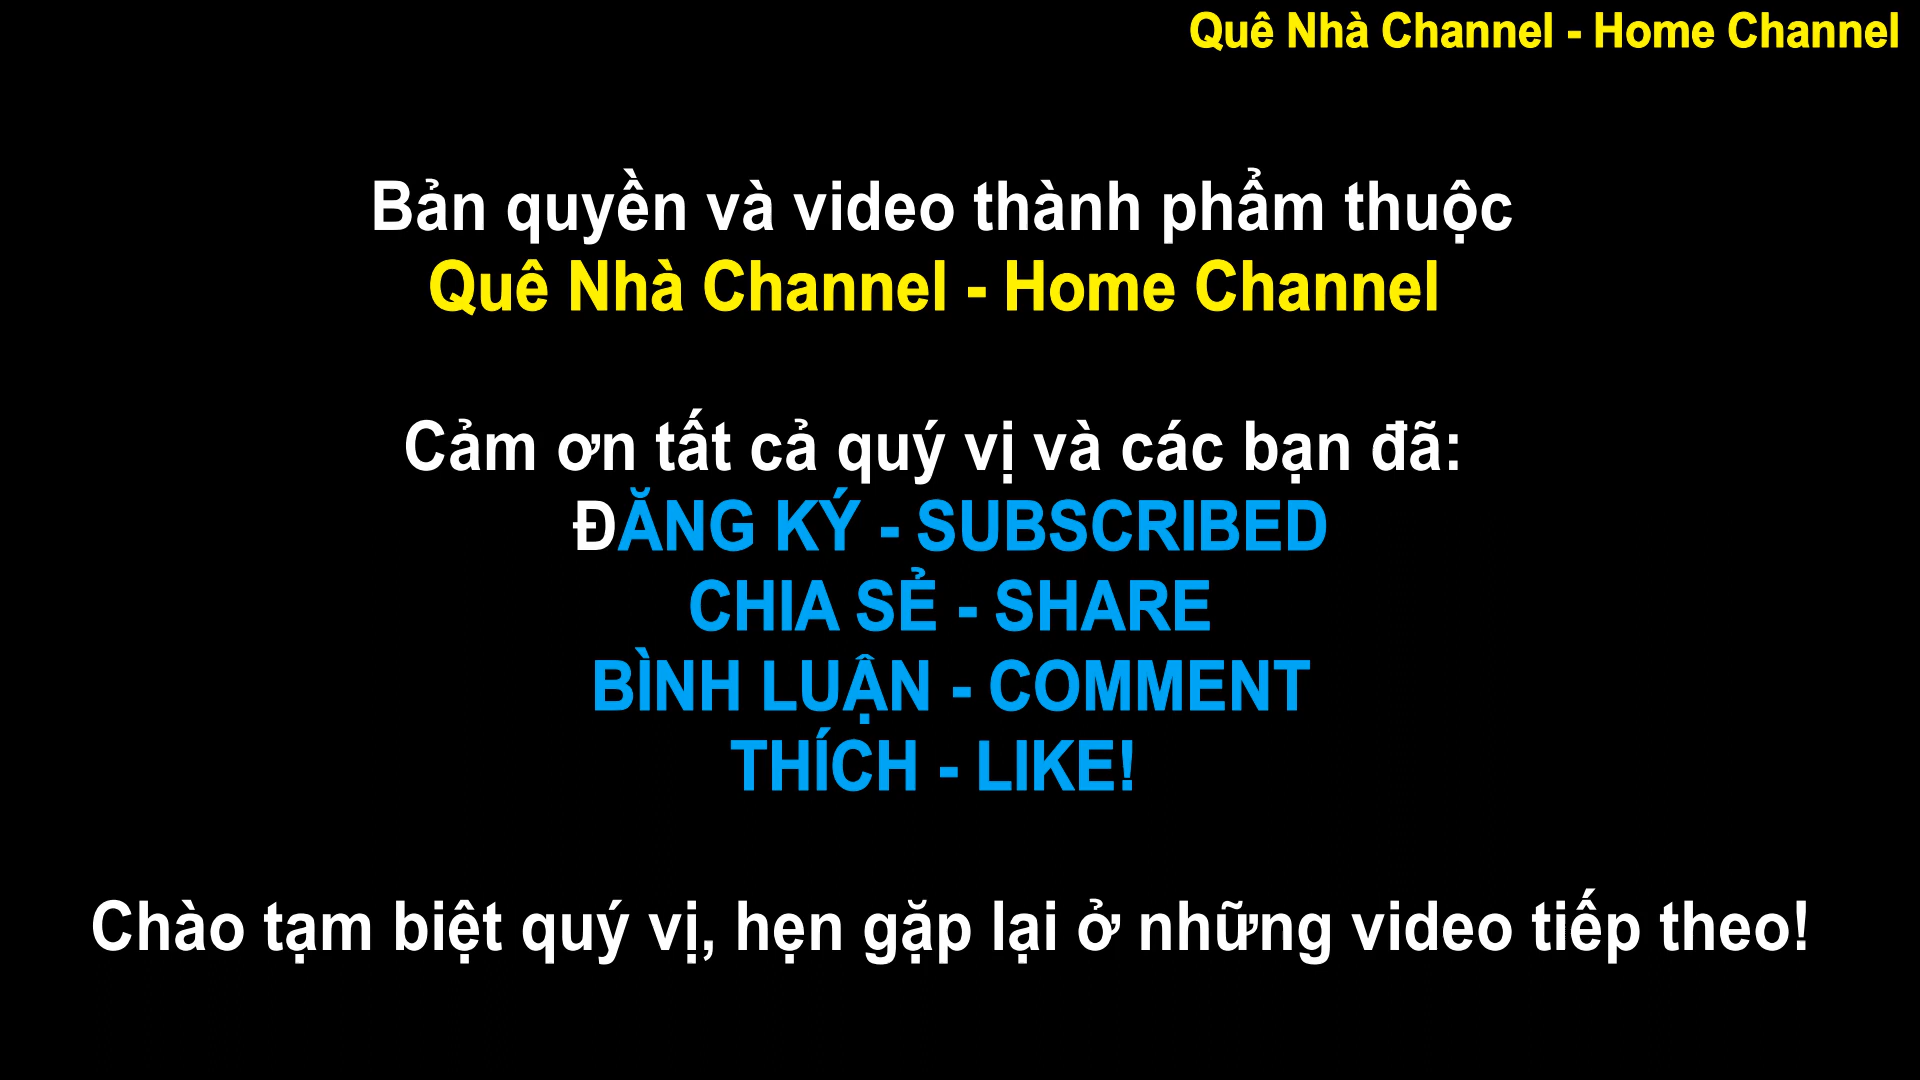 Quê Nhà Channel - Home Channel
Bản quyền và video thành phẩm thuộc
Quê Nhà Channel - Home Channel
Cảm ơn tất cả quý vị và các bạn đã:
ĐĂNG KÝ - SUBSCRIBED
CHIA SẺ - SHARE
BÌNH LUẬN - COMMENT
THÍCH - LIKE!
Chào tạm biệt quý vị, hẹn gặp lại ở những video tiếp theo!